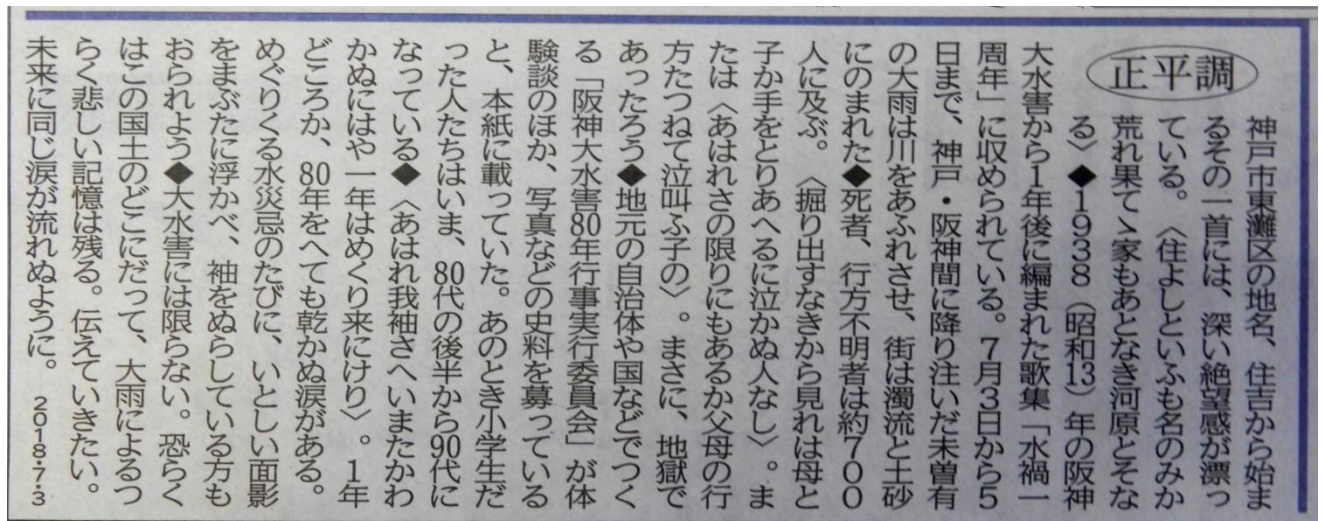 正平調
神戸市東灘区の地名、住吉から始ま
るその一首には、深い絶望感が漂っ
ている。〈住よしといふも名のみか
荒れ果てゝ家もあとなき河原とそな
る〉◆1938(昭和13)年の阪神
大水害から1年後に編まれた歌集「水禍一
周年」に収められている。7月3日から5
日まで、神戸・阪神間に降り注いだ未曽有
の大雨は川をあふれさせ、街は濁流と土砂
にのまれた◆死者、行方不明者は約700
人に及ぶ。〈掘り出すなきから見れは母と
子か手をとりあへるに泣かぬ人なし〉。ま
たは〈あはれさの限りにもあるか父母の行
方たつねて泣叫ふ子の〉。まさに、地獄で
あったろう◆地元の自治体や国などでつく
る「阪神大水害80年行事実行委員会」が体
験談のほか、写真などの史料を募っている
と、本紙に載っていた。あのとき小学生だ
った人たちはいま、80代の後半から90代に
なっている◆〈あはれ我袖さへいまたかわ
かぬにはや一年はめくり来にけり〉。1年
どころか、80年をへても乾かぬ涙がある。
めぐりくる水災忌のたびに、いとしい面影
をまぶたに浮かべ、袖をぬらしている方も
おられよう◆大水害には限らない。恐らく
はこの国土のどこにだって、大雨によるつ
らく悲しい記憶は残る。伝えていきたい。
未来に同じ涙が流れぬように。 2018・7・3